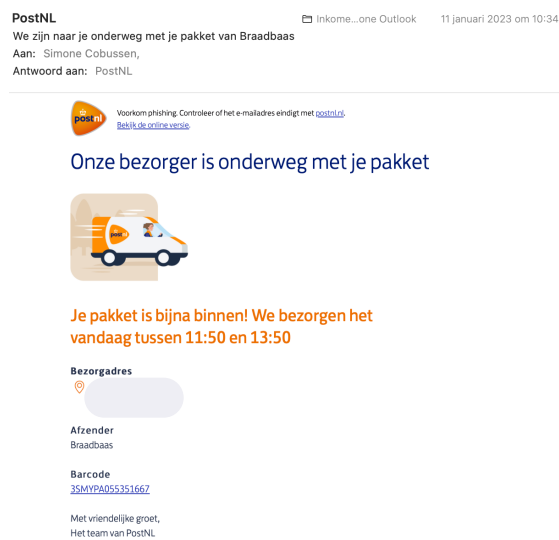 PostNL
Inkome...one Outlook
11 januari 2023 om 10:34
We zijn naar je onderweg met je pakket van Braadbaas
Aan: Simone Cobussen,
Antwoord aan: PostNL
postnl
Voorkom phishing. Controleer of het e-mailadres eindigt met postnl.nl.
Bekijk de online versie.
Onze bezorger is onderweg met je pakket
postnl
Je pakket is bijna binnen! We bezorgen het
vandaag tussen 11:50 en 13:50
Bezorgadres
Afzender
Braadbaas
Barcode
3SMYPA055351667
Met vriendelijke groet,
Het team van PostNL